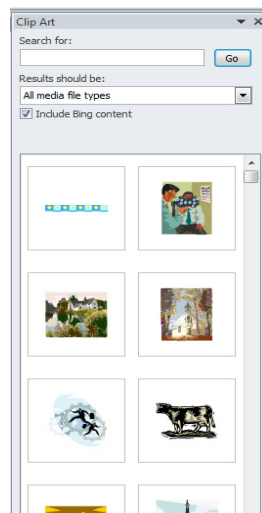 Clip Art
Search for:
Go
Results should be:
All media file types
Include Bing content